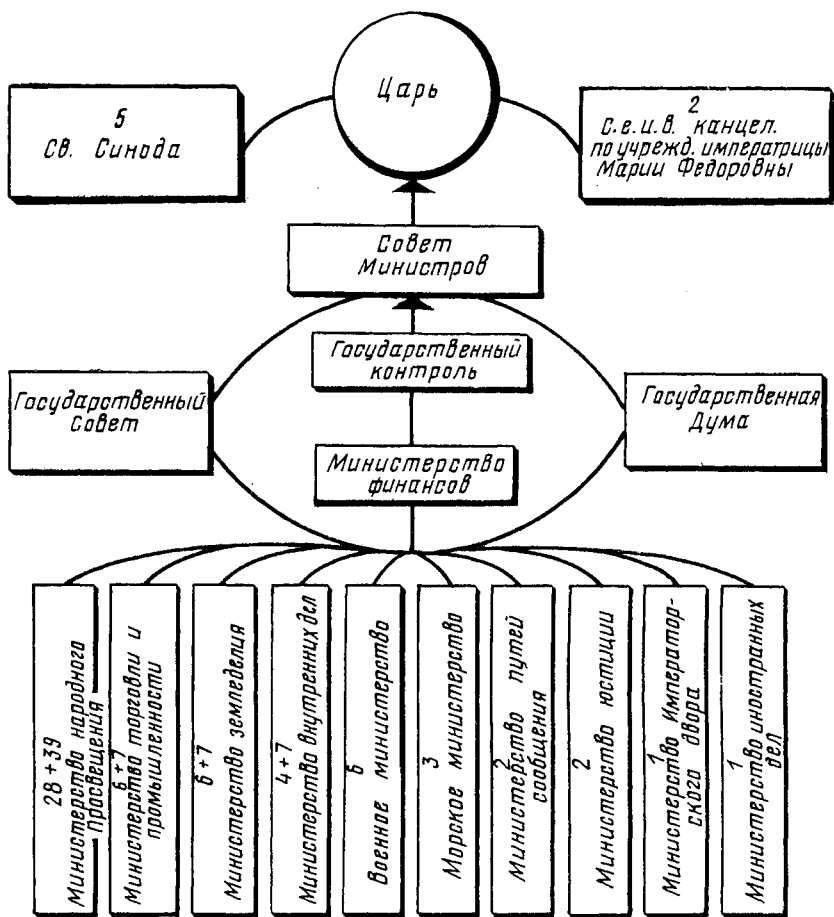 Царь
5
Св. Синода
2
С.е.и.в. канцел.
по учрежд. императрицы
Марии Федоровны
Совет
Министров
Государственный
контроль
Государственный
Совет
Государственная
Дума
Министерство
финансов
28+39
Министерство народного
Просвещения
6+7
Министерство торговли и
промышленности
6+7
Министерство земледелия
4+7
Министерство внутренних дел
6
Военное министерство
3
Морское министерство
2
Министерство путей
сообщения
2
Министерство юстиции
1
Министерство Император-
ского двора
1
Министерство иностранных
дел